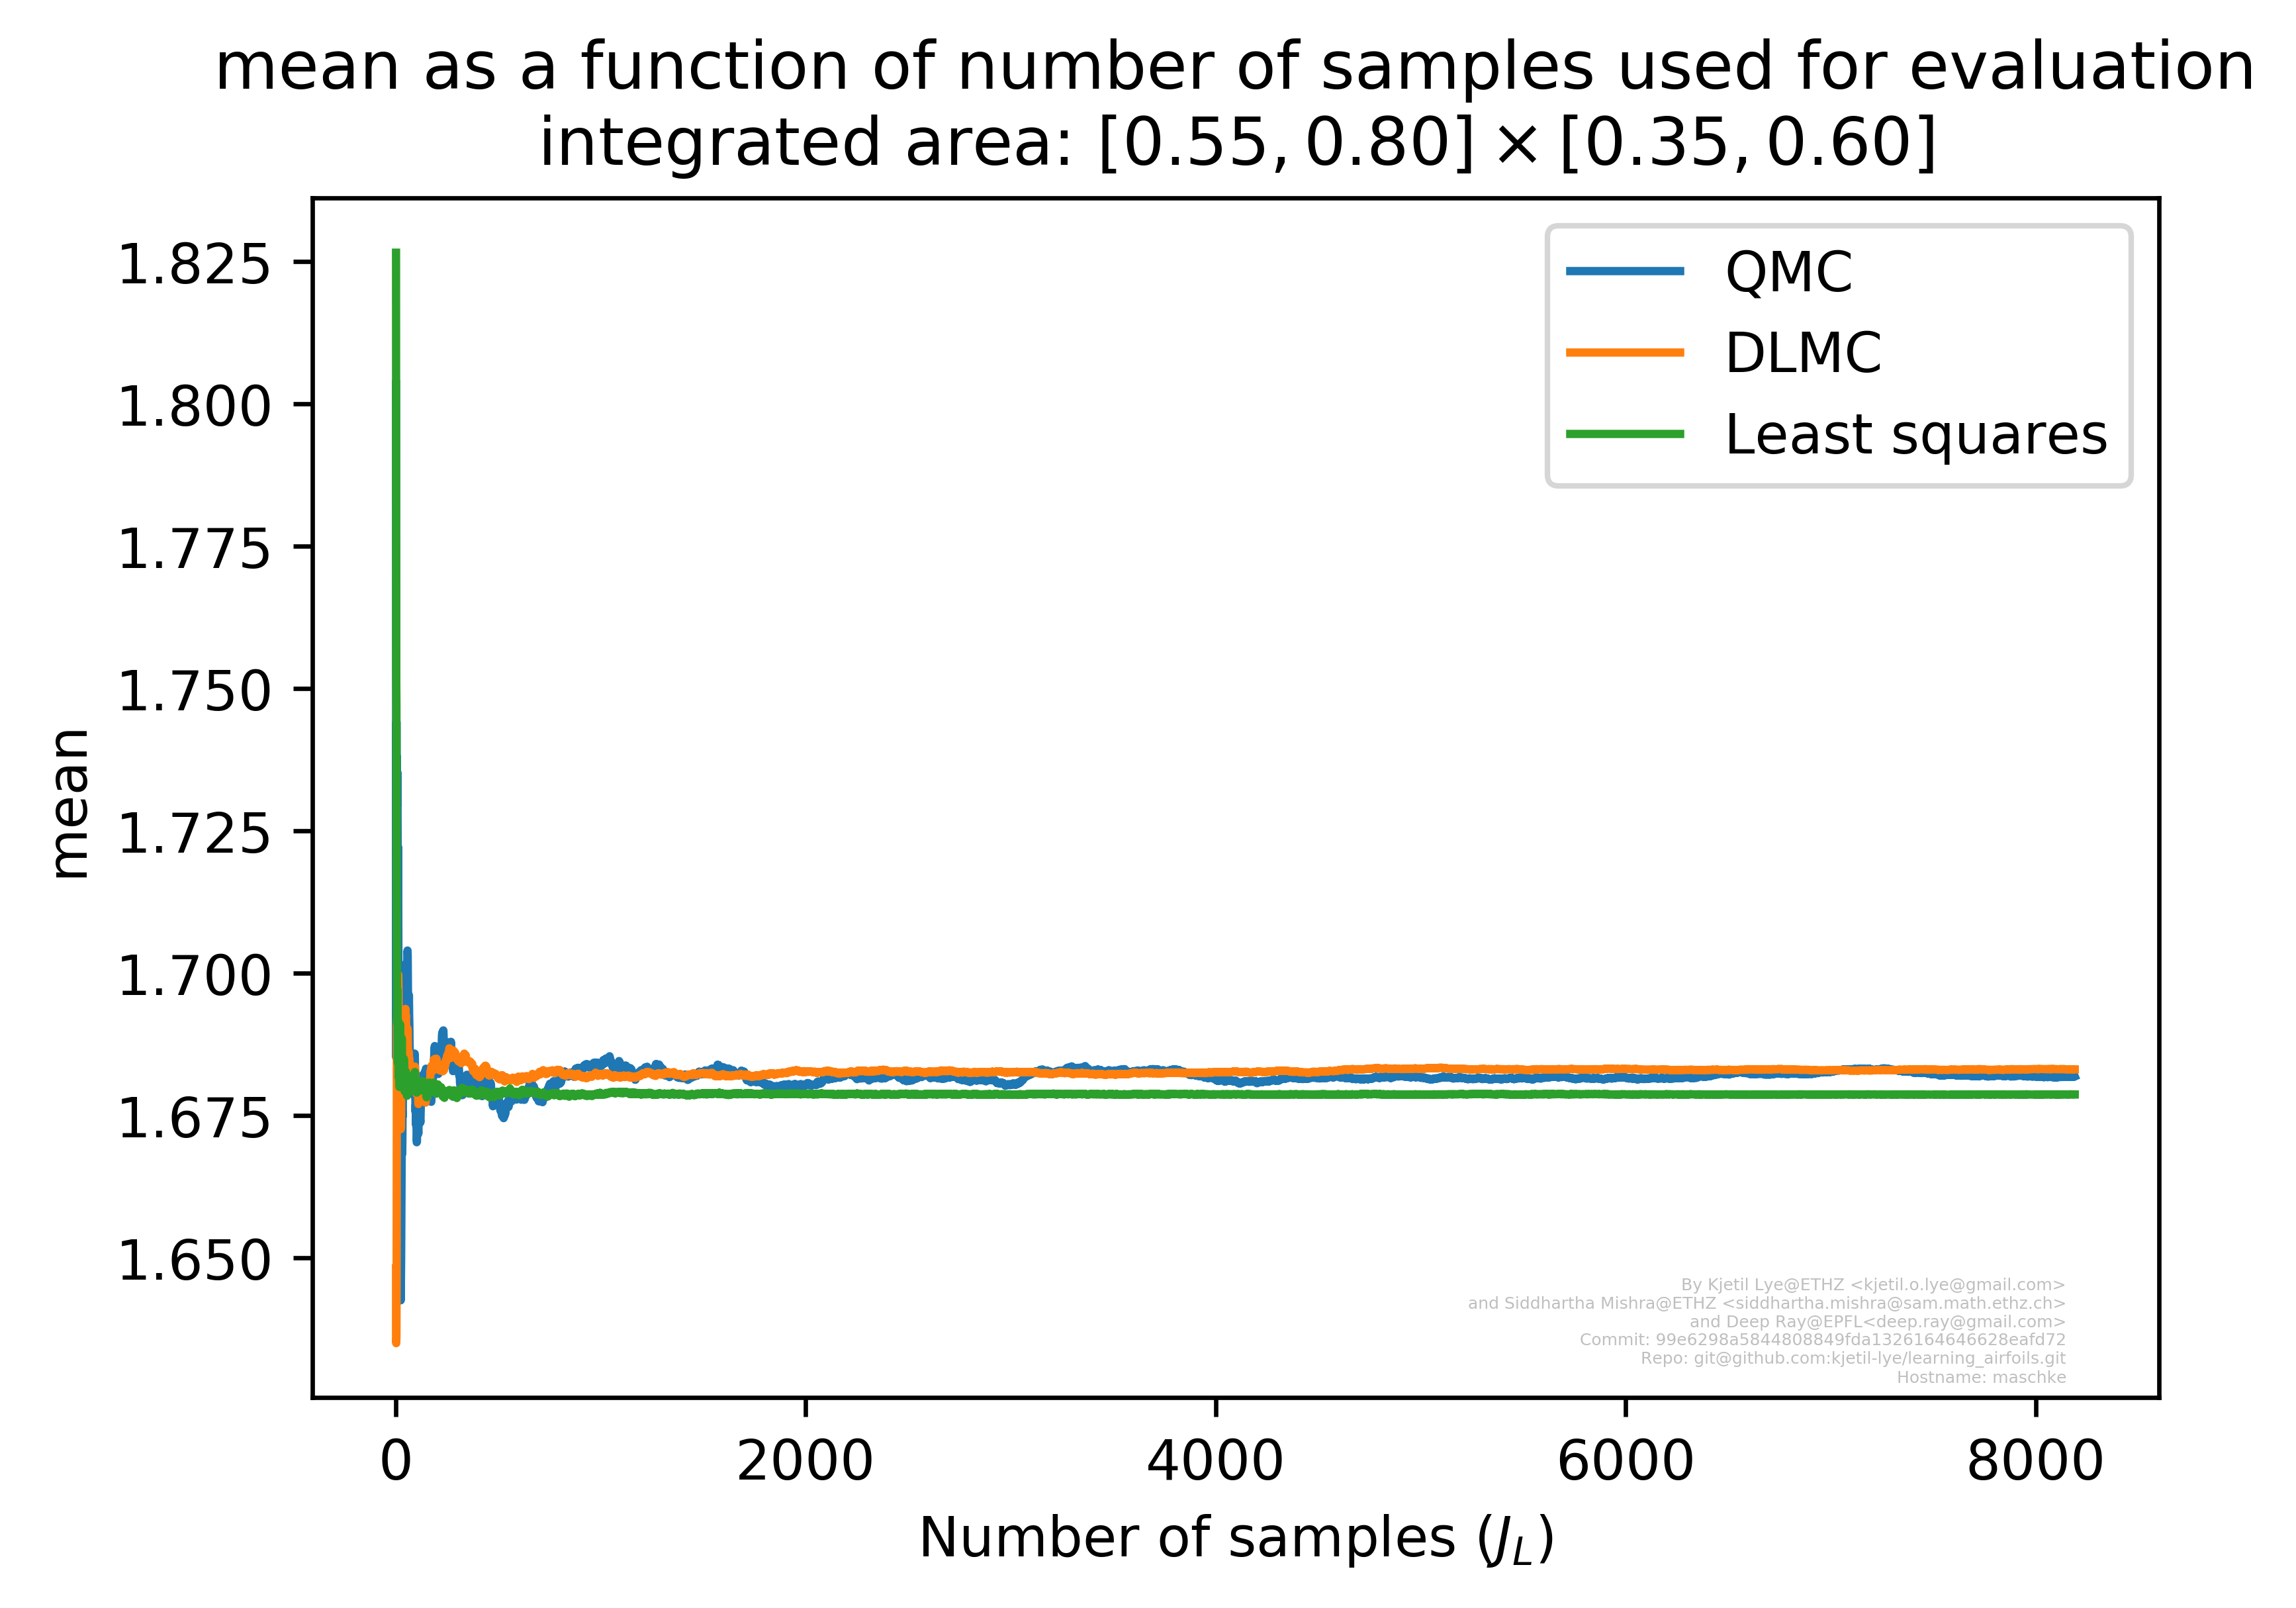 mean as a function of number of samples used for evaluation
integrated area: [0.55, 0.80] × [0.35, 0.60]
1.825
1.800
1.775
1.750
1.725
1.700
1.675
1.650
mean
QMC
DLMC
Least squares
By Kjetil Lye@ETHZ <kjetil.o.lye@gmail.com>
and Siddhartha Mishra@ETHZ <siddhartha.mishra@sam.math.ethz.ch>
and Deep Ray@EPFL<deep.ray@gmail.com>
Commit: 99e6298a5844808849fda1326164646628eafd72
Repo: git@github.com:kjetil-lye/learning_airfoils.git
Hostname: maschke
0 2000 4000 6000 8000
Number of samples (J_L)